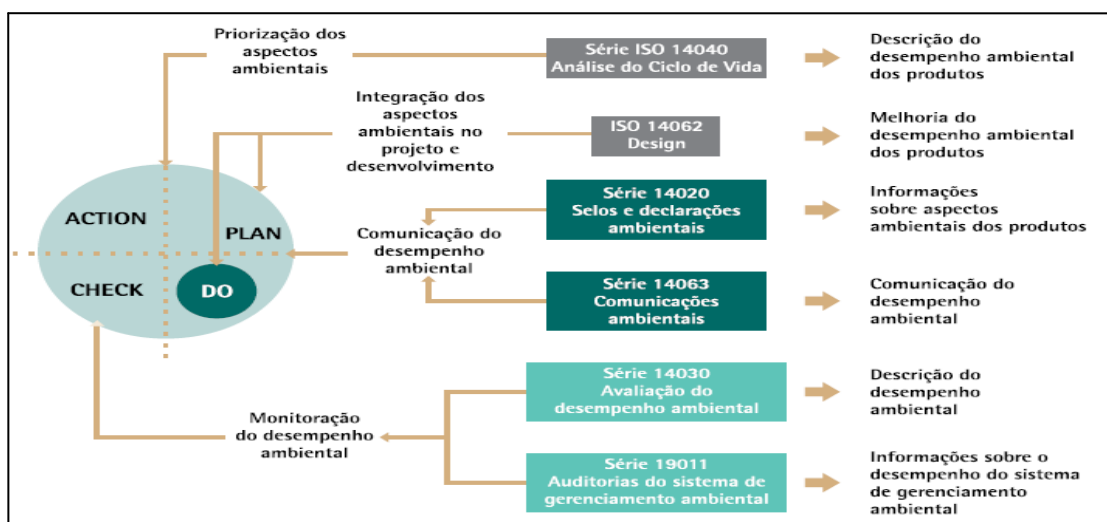 Priorização dos
aspectos
ambientais
Série ISO 14040
Análise do Ciclo de Vida
Descrição do
desempenho ambiental
dos produtos
Integração dos
aspectos
ambientais no
projeto e
desenvolvimento
ISO 14062
Design
Melhoria do
desempenho ambiental
dos produtos
ACTION
PLAN
CHECK
DO
Comunicação do
desempenho
ambiental
Série 14020
Selos e declarações
ambientais
Informações
sobre aspectos
ambientais dos produtos
Série 14063
Comunicações
ambientais
Comunicação do
desempenho
ambiental
Monitoração
do desempenho
ambiental
Série 14030
Avaliação do
desempenho ambiental
Descrição do
desempenho
ambiental
Série 19011
Auditorias do sistema de
gerenciamento ambiental
Informações sobre o
desempenho do sistema
de gerenciamento
ambiental